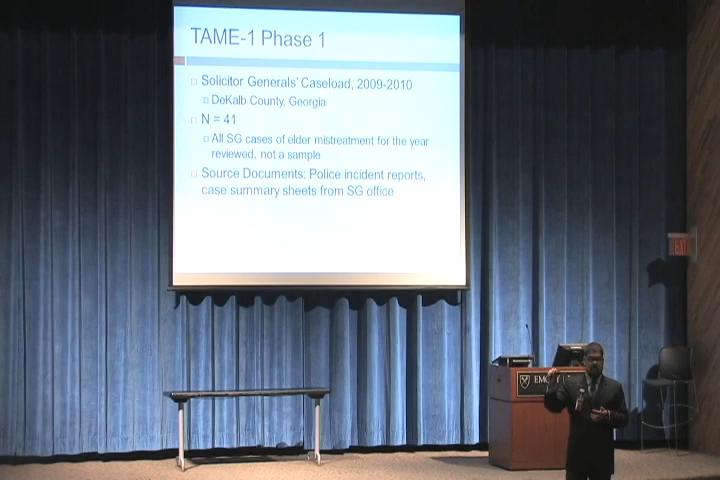 TAME-1 Phase 1
Solicitor Generals' Caseload, 2009-2010
DeKalb County, Georgia
N = 41
All SG cases of elder mistreatment for the year
reviewed, not a sample
Source Documents: Police incident reports,
case summary sheets from SG office
EXIT